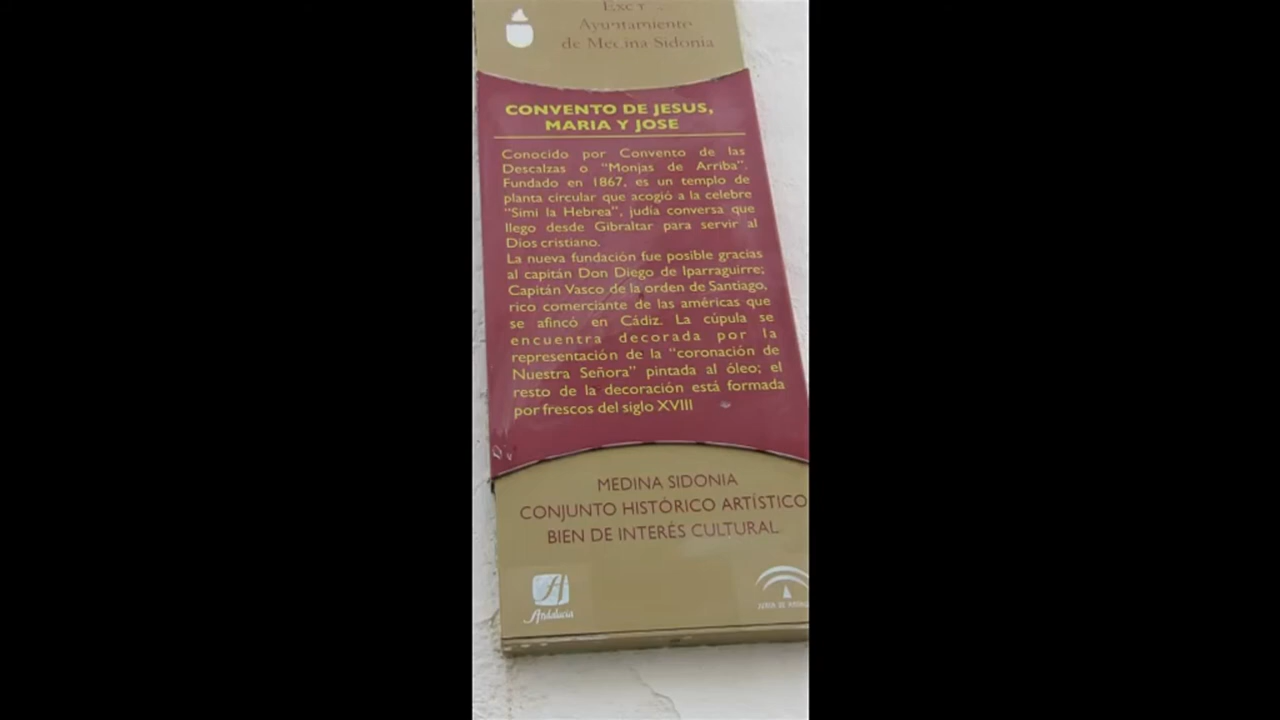 Ayuntamiento
de Medina Sidonia
CONVENTO DE JESUS,
MARIA Y JOSE
Conocido por Convento de las
Descalzas o "Monjas de Arriba".
Fundado en 1867, es un templo de
planta circular que acogió a la celebre
"Simi la Hebrea", judía conversa que
llego desde Gibraltar para servir al
Dios cristiano.
La nueva fundación fue posible gracias
al capitán Don Diego de Iparraguirre;
Capitán Vasco de la orden de Santiago,
rico comerciante de las américas que
se afincó en Cádiz. La cúpula se
encuentra decorada por la
representación de la "coronación de
Nuestra Señora" pintada al óleo; el
resto de la decoración está formada
por frescos del siglo XVIII
MEDINA SIDONIA
CONJUNTO HISTÓRICO ARTÍSTICO
BIEN DE INTERÉS CULTURAL
Andalucía
JUNTA DE